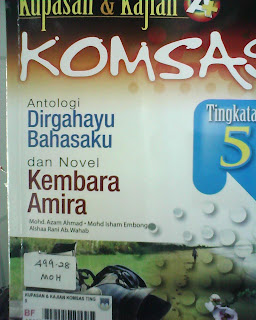 Kupasan & Kajian A+
KOMSAS
Antologi
Dirgahayu
Bahasaku
dan Novel
Kembara
Amira
Tingkatan
5
Mohd. Azam Ahmad • Mohd Isham Embong
Alshaa Rani Ab. Wahab
499.28
MOH
KUPASAN & KAJIAN KOMSAS TING
BF